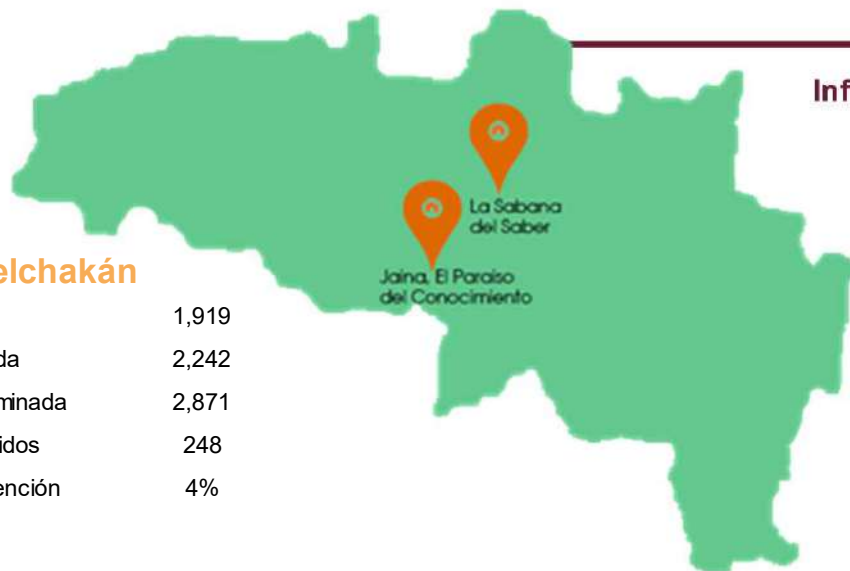 Inf
La Sabana
del Saber
Jaina, El Paraíso
del Conocimiento
elchakán
1,919
da 2,242
minada 2,871
idos 248
ención 4%